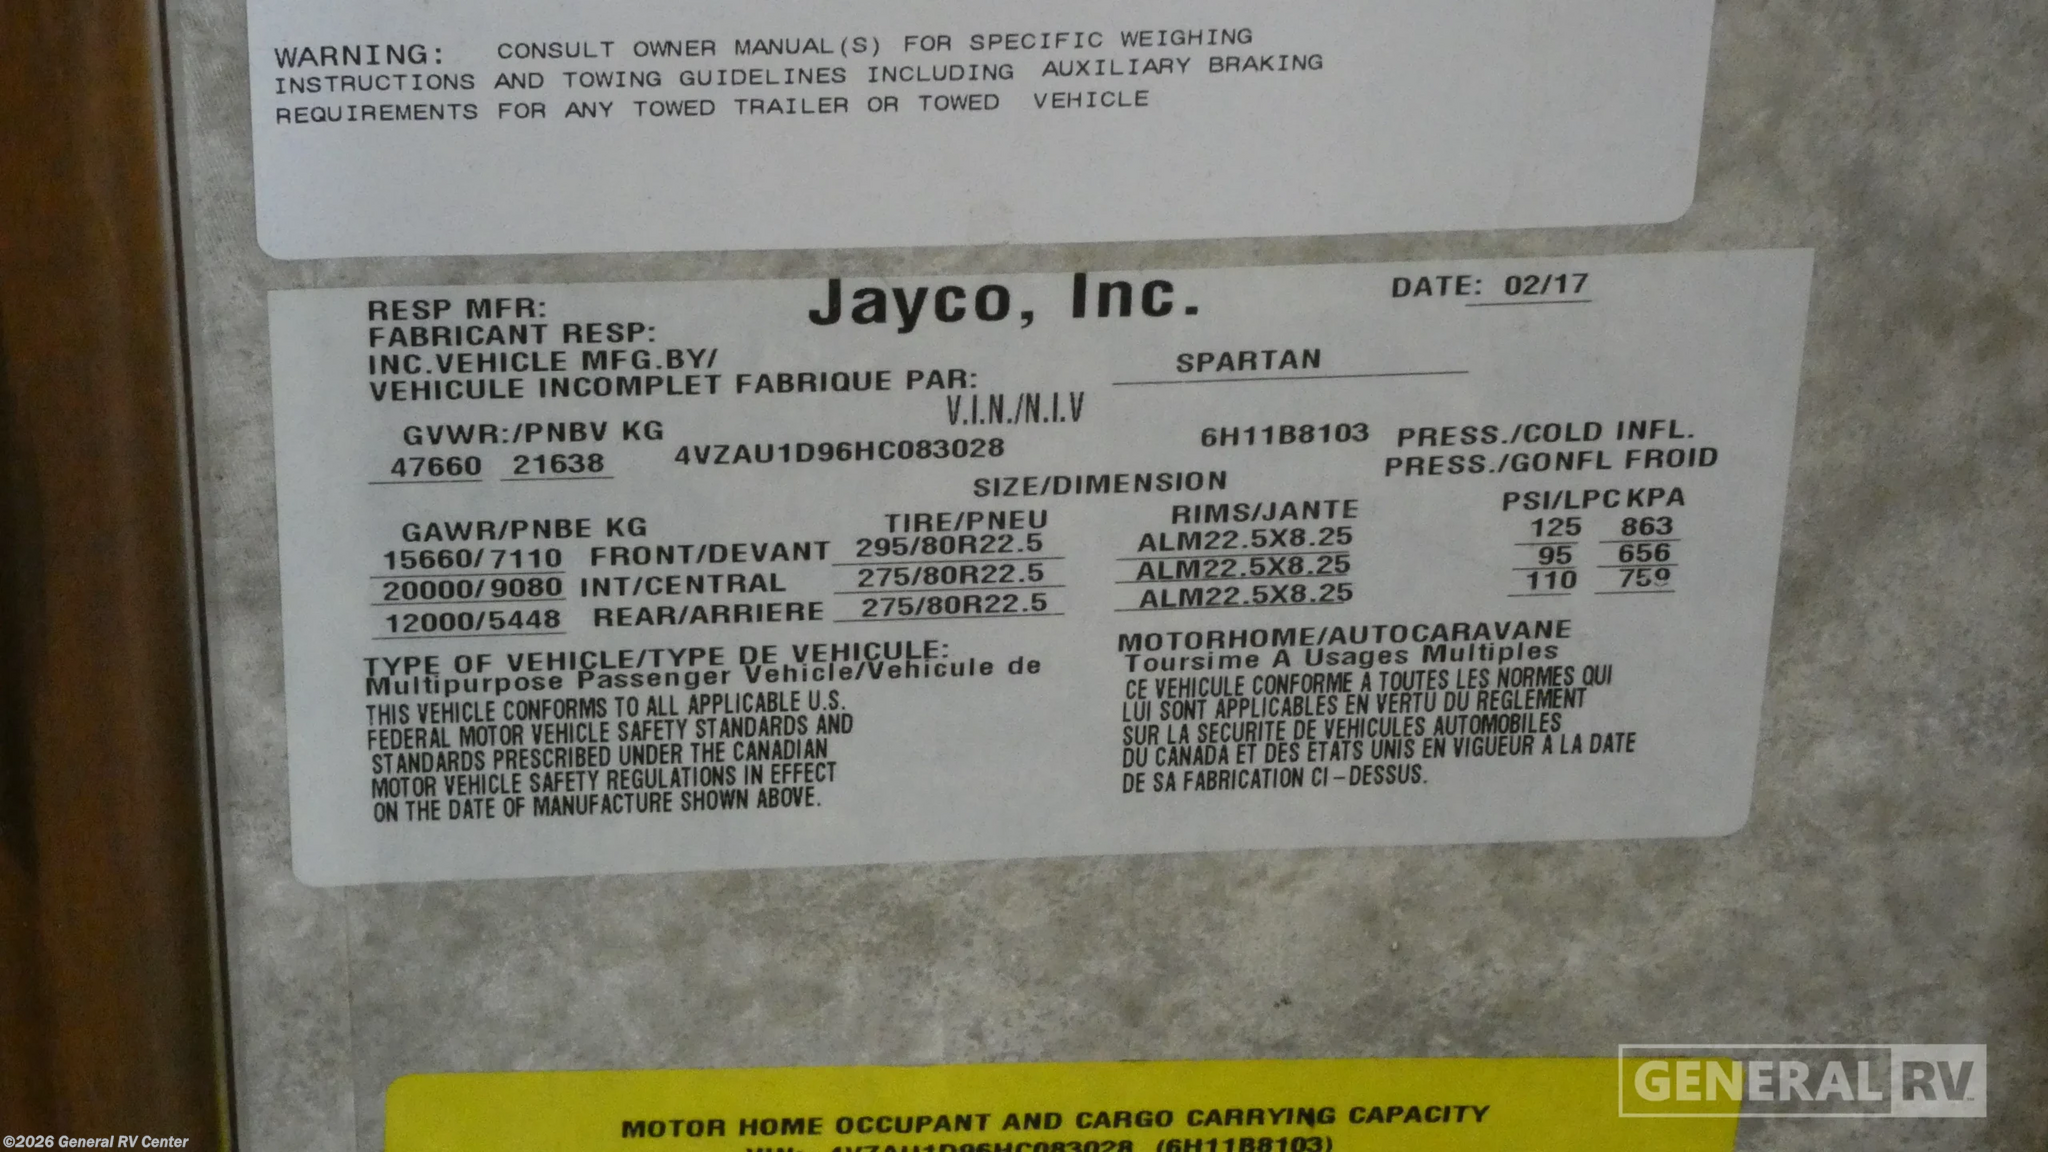 WARNING: CONSULT OWNER MANUAL(S) FOR SPECIFIC WEIGHING
INSTRUCTIONS AND TOWING GUIDELINES INCLUDING AUXILIARY BRAKING
REQUIREMENTS FOR ANY TOWED TRAILER OR TOWED VEHICLE
RESP MFR: Jayco, Inc. DATE: 02/17
FABRICANT RESP:
INC.VEHICLE MFG.BY/
VEHICULE INCOMPLET FABRIQUE PAR: SPARTAN
V.I.N./N.I.V
GVWR:/PNBV KG 4VZAU1D96HC083028 6H11B8103 PRESS./COLD INFL.
47660 21638 PRESS./GONFL FROID
SIZE/DIMENSION
GAWR/PNBE KG TIRE/PNEU RIMS/JANTE PSI/LPC KPA
15660/7110 FRONT/DEVANT 295/80R22.5 ALM22.5X8.25 125 863
20000/9080 INT/CENTRAL 275/80R22.5 ALM22.5X8.25 95 656
12000/5448 REAR/ARRIERE 275/80R22.5 ALM22.5X8.25 110 759
TYPE OF VEHICLE/TYPE DE VEHICULE: MOTORHOME/AUTOCARAVANE
Multipurpose Passenger Vehicle/Vehicule de Toursime A Usages Multiples
THIS VEHICLE CONFORMS TO ALL APPLICABLE U.S.
FEDERAL MOTOR VEHICLE SAFETY STANDARDS AND
STANDARDS PRESCRIBED UNDER THE CANADIAN
MOTOR VEHICLE SAFETY REGULATIONS IN EFFECT
ON THE DATE OF MANUFACTURE SHOWN ABOVE.
CE VEHICULE CONFORME A TOUTES LES NORMES QUI
LUI SONT APPLICABLES EN VERTU DU REGLEMENT
SUR LA SECURITE DE VEHICULES AUTOMOBILES
DU CANADA ET DES ETATS UNIS EN VIGUEUR A LA DATE
DE SA FABRICATION CI-DESSUS.
MOTOR HOME OCCUPANT AND CARGO CARRYING CAPACITY
VIN: 4VZAU1D96HC083028 (6H11B8103)
GENERAL RV
©2026 General RV Center